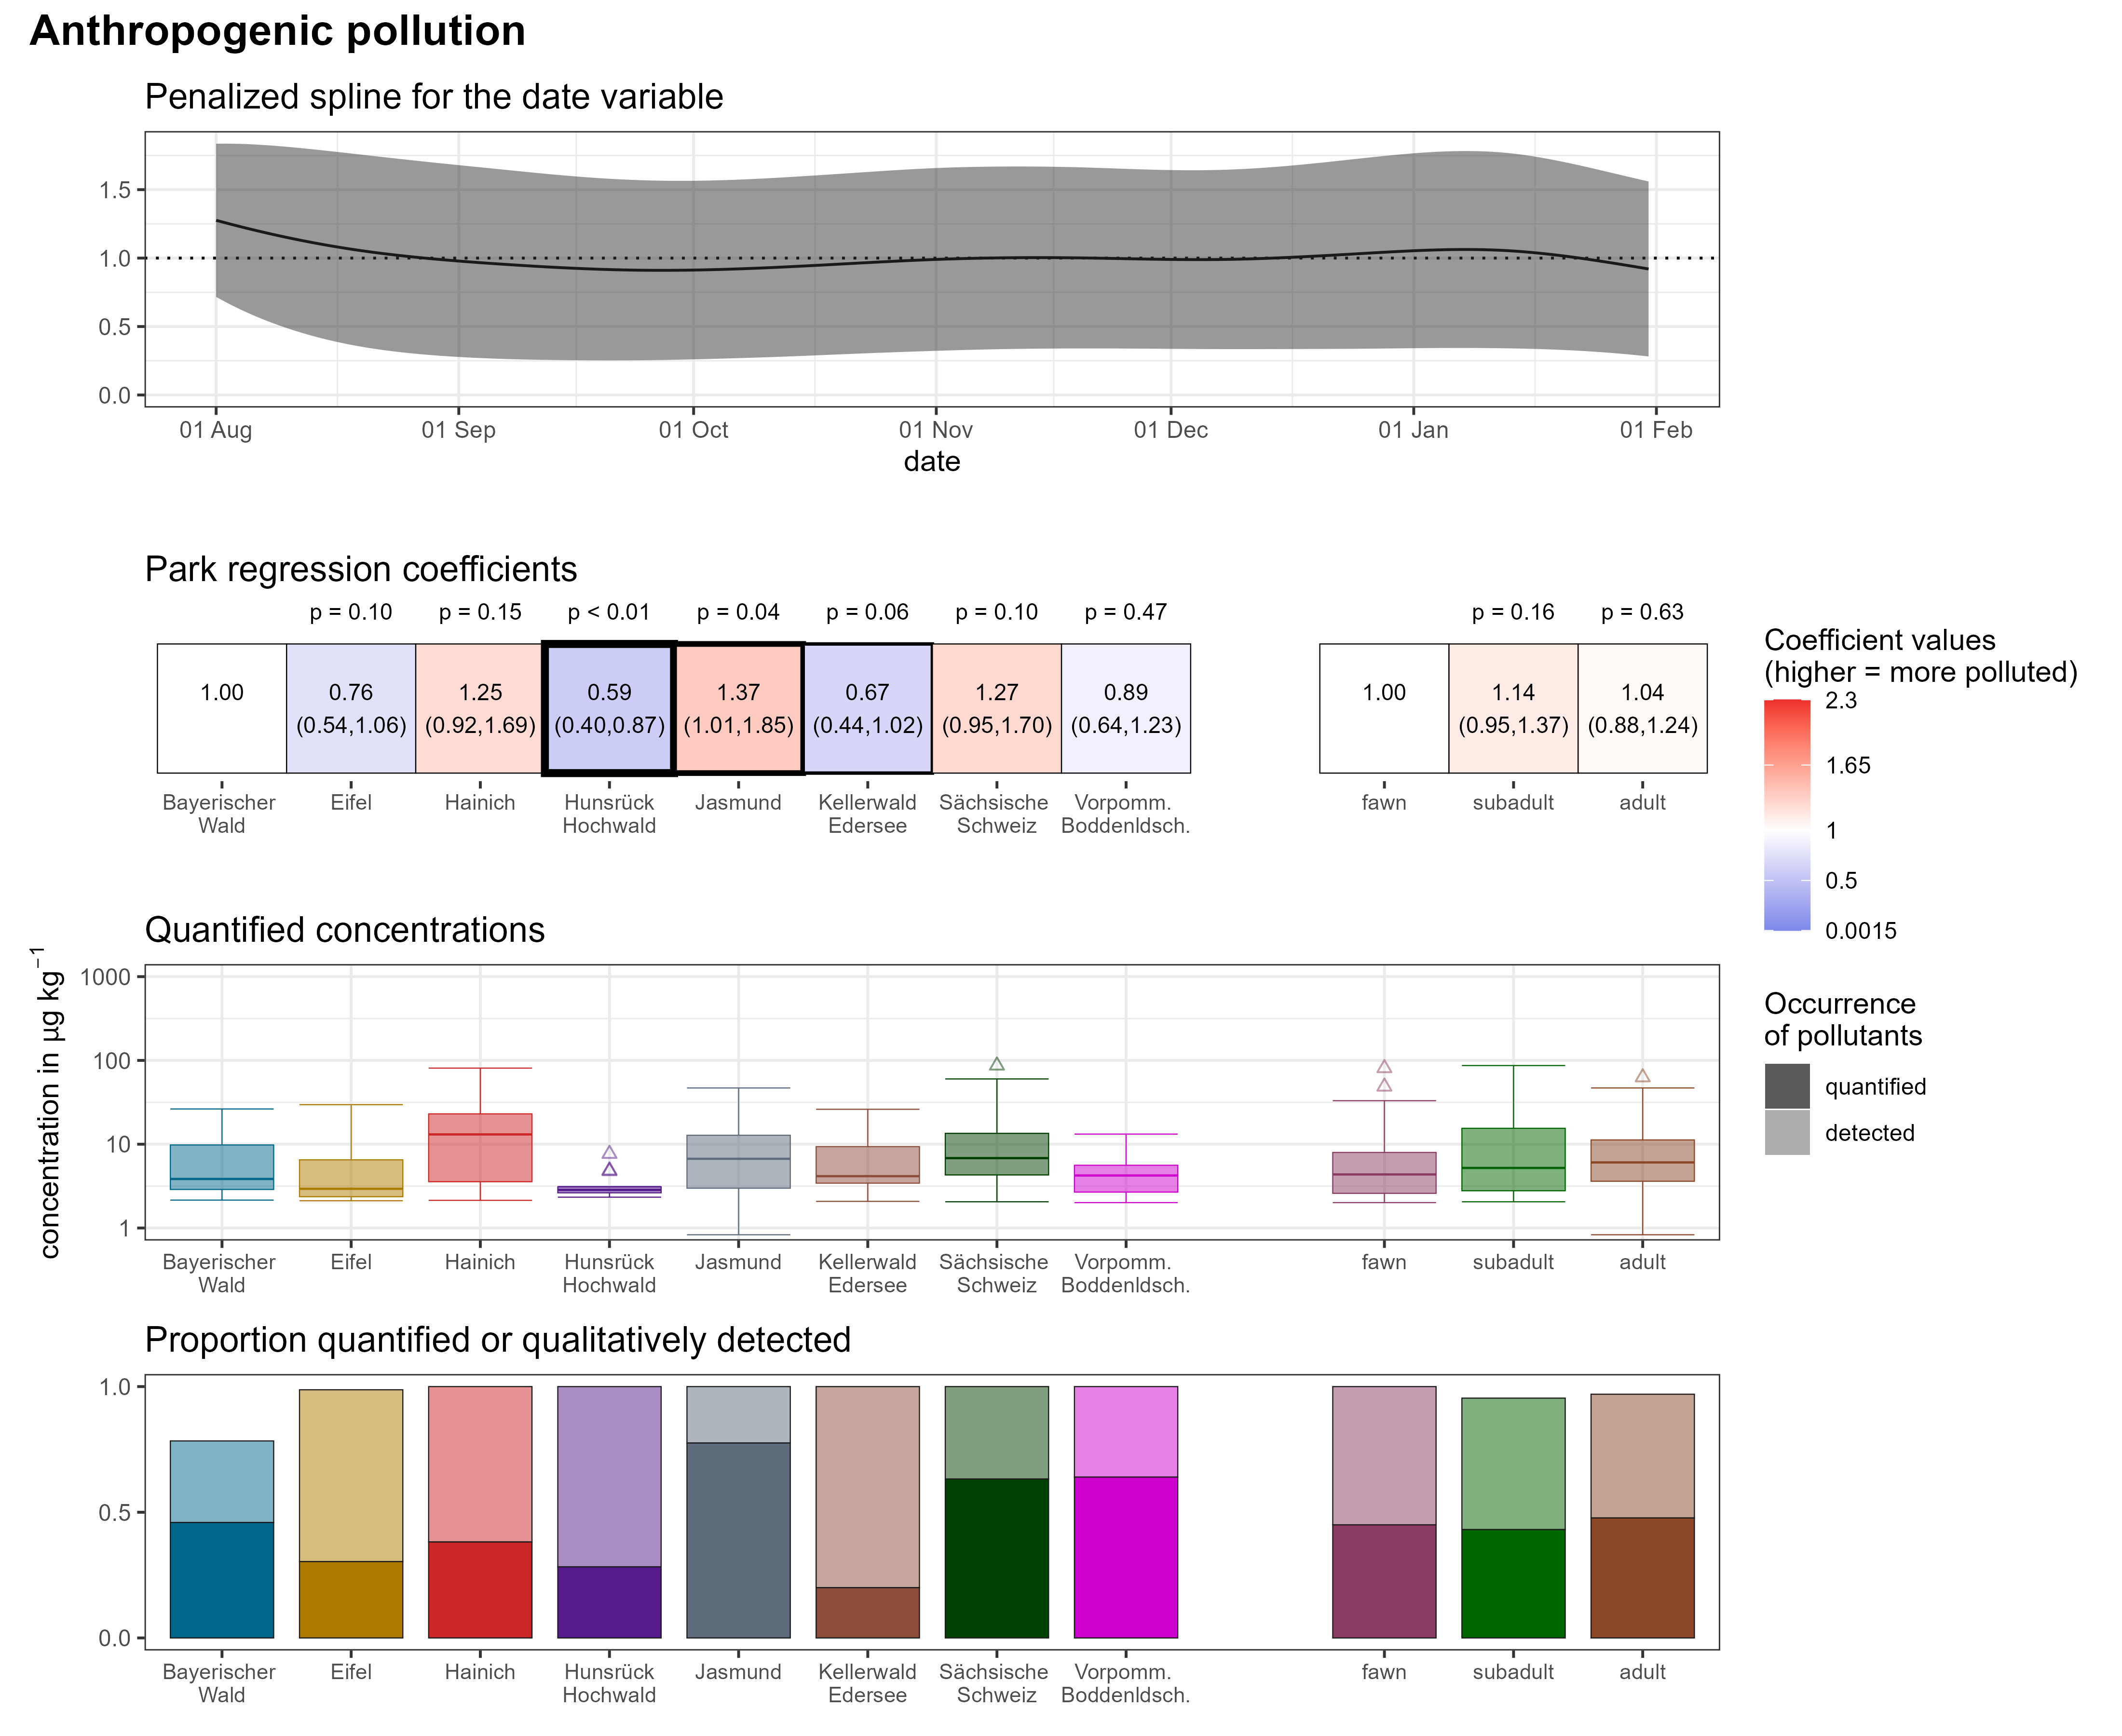 Anthropogenic pollution
Penalized spline for the date variable
1.5
1.0
0.5
0.0
01 Aug 01 Sep 01 Oct 01 Nov 01 Dec 01 Jan 01 Feb
date
Park regression coefficients
p = 0.10 p = 0.15 p < 0.01 p = 0.04 p = 0.06 p = 0.10 p = 0.47 p = 0.16 p = 0.63
1.00 0.76 1.25 0.59 1.37 0.67 1.27 0.89 1.00 1.14 1.04
(0.54,1.06) (0.92,1.69) (0.40,0.87) (1.01,1.85) (0.44,1.02) (0.95,1.70) (0.64,1.23) (0.95,1.37) (0.88,1.24)
Bayerischer Eifel Hainich Hunsrück Jasmund Kellerwald Sächsische Vorpomm. fawn subadult adult
Wald Hochwald Edersee Schweiz Boddenldsch.
Coefficient values
(higher = more polluted)
2.3
1.65
1
0.5
0.0015
Quantified concentrations
concentration in µg kg⁻¹
1000
100
10
1
Bayerischer Eifel Hainich Hunsrück Jasmund Kellerwald Sächsische Vorpomm. fawn subadult adult
Wald Hochwald Edersee Schweiz Boddenldsch.
Occurrence
of pollutants
quantified
detected
Proportion quantified or qualitatively detected
1.0
0.5
0.0
Bayerischer Eifel Hainich Hunsrück Jasmund Kellerwald Sächsische Vorpomm. fawn subadult adult
Wald Hochwald Edersee Schweiz Boddenldsch.